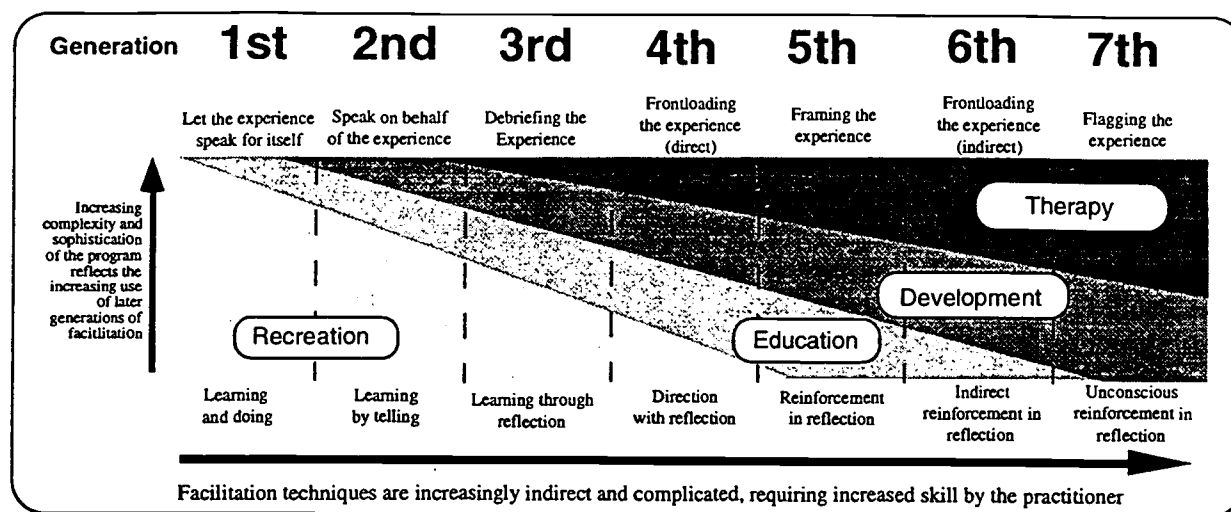 Generation 1st 2nd 3rd 4th 5th 6th 7th
Let the experience
speak for itself
Speak on behalf
of the experience
Debriefing the
Experience
Frontloading
the experience
(direct)
Framing the
experience
Frontloading
the experience
(indirect)
Flagging the
experience
Increasing
complexity and
sophistication
of the program
reflects the
increasing use
of later
generations of
facitlitation
Therapy
Development
Recreation
Education
Learning
and doing
Learning
by telling
Learning through
reflection
Direction
with reflection
Reinforcement
in reflection
Indirect
reinforcement in
reflection
Unconscious
reinforcement in
reflection
Facilitation techniques are increasingly indirect and complicated, requiring increased skill by the practitioner